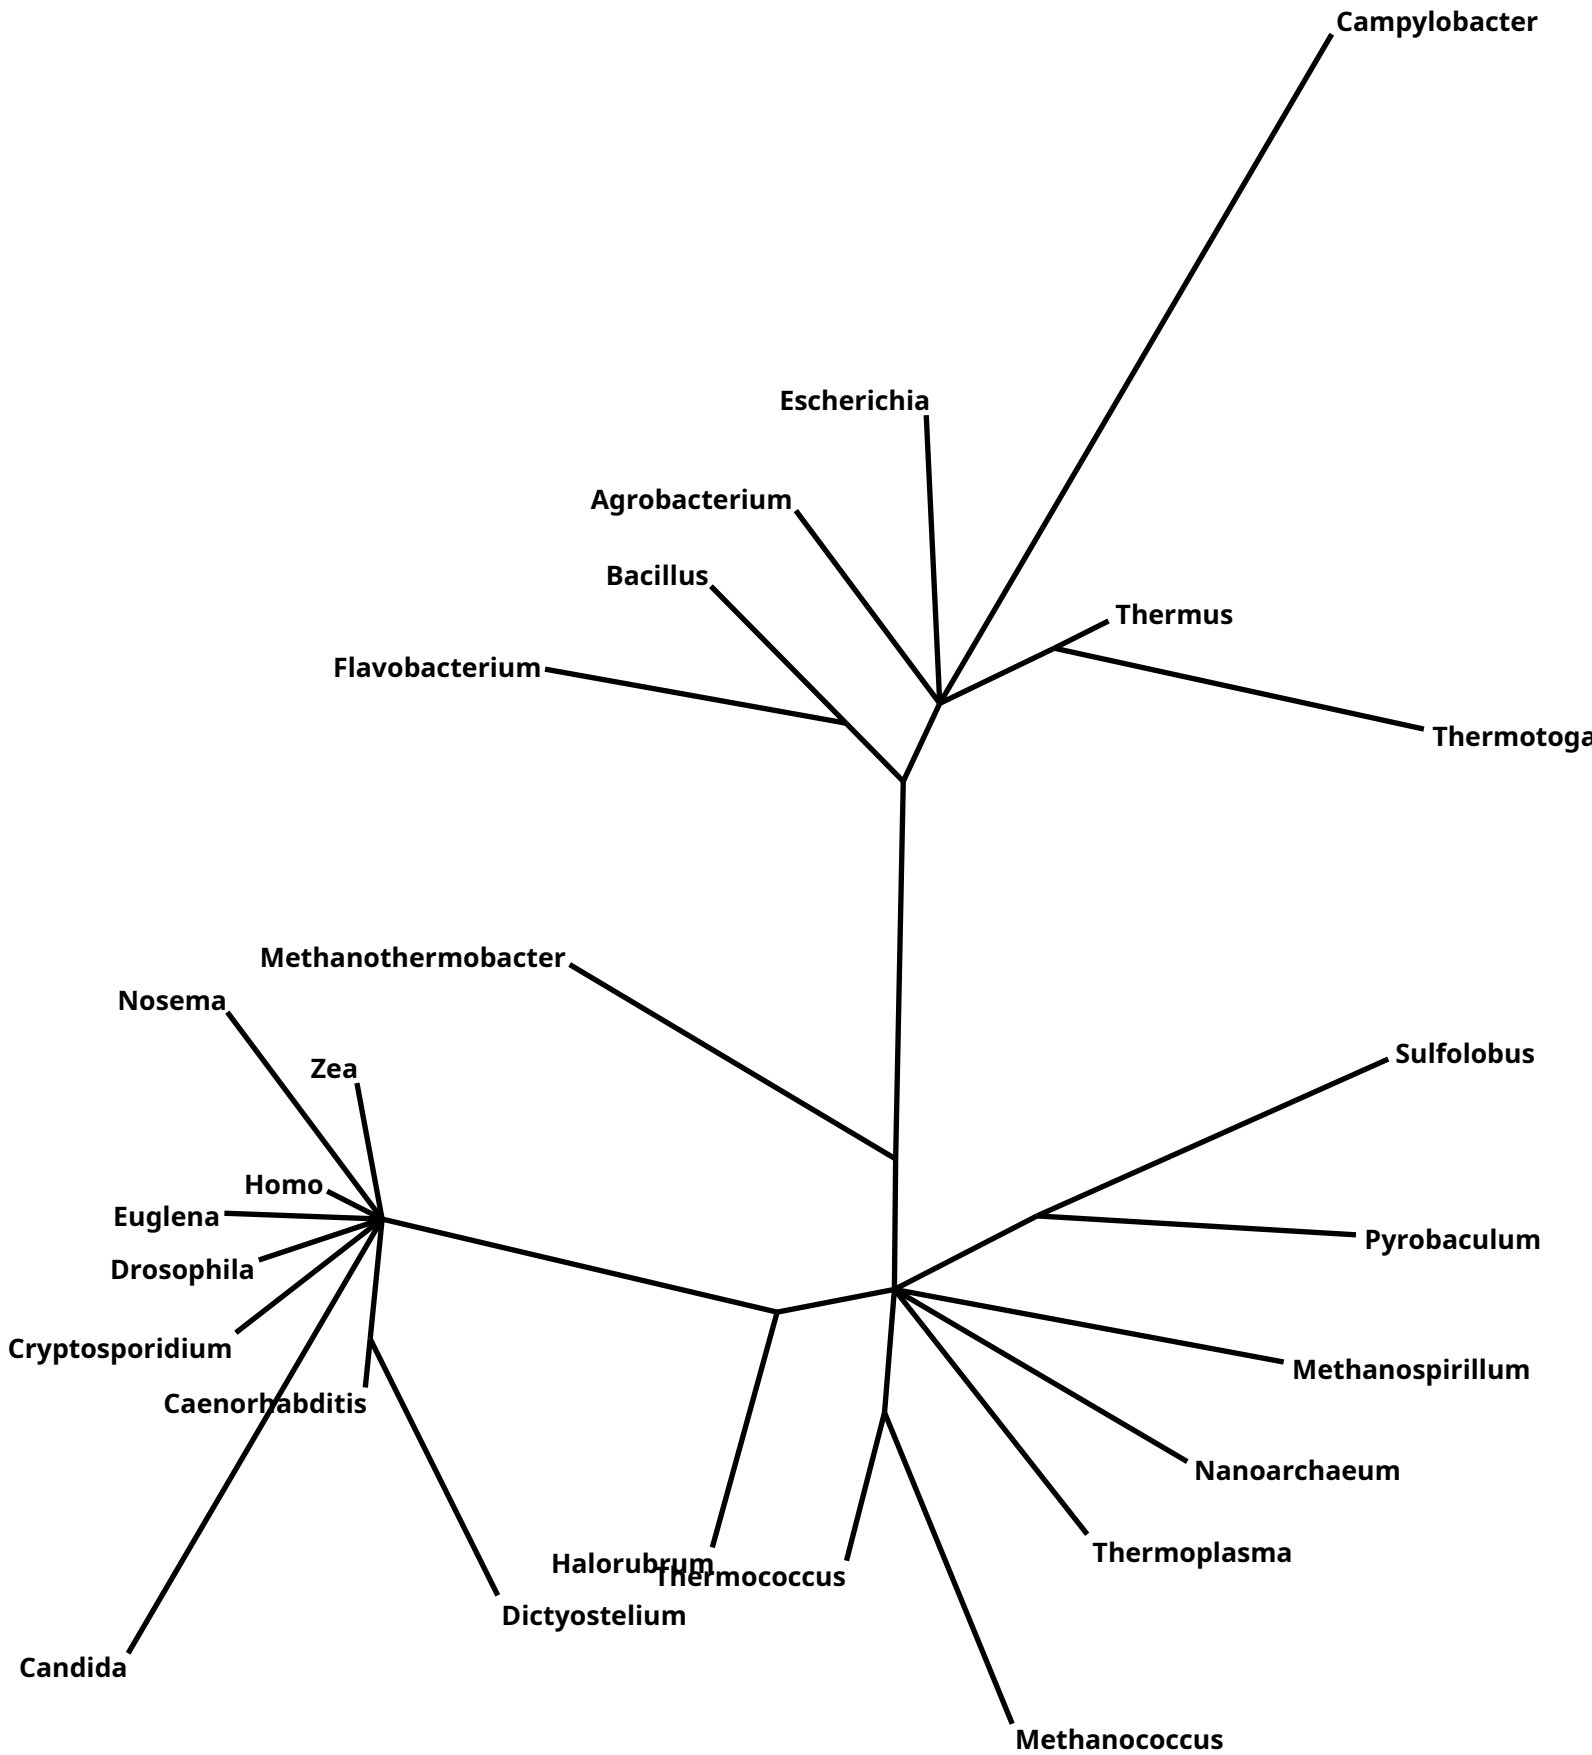 Campylobacter
Escherichia
Agrobacterium
Bacillus
Thermus
Flavobacterium
Thermotoga
Methanothermobacter
Nosema
Sulfolobus
Zea
Homo
Euglena
Pyrobaculum
Drosophila
Cryptosporidium
Methanospirillum
Caenorhabditis
Nanoarchaeum
Thermoplasma
Halorubrum
Thermococcus
Dictyostelium
Candida
Methanococcus